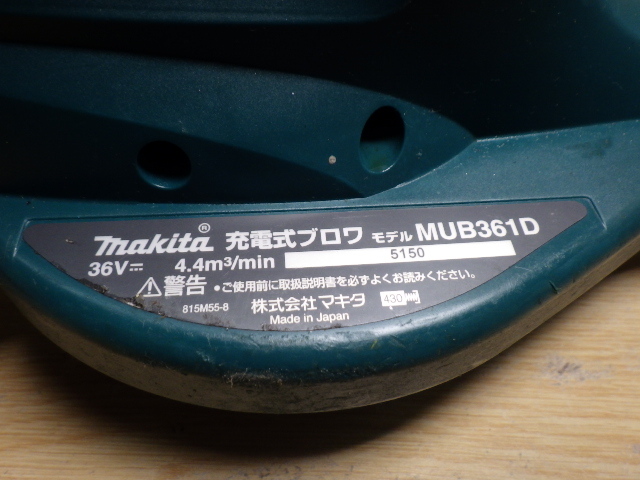 makita® 充電式ブロワ モデル MUB361D
36V⎓ 4.4m³/min 5150
⚠警告 •ご使用前に取扱説明書を必ずよくお読みください。
815M55-8 株式会社マキタ 430
Made in Japan